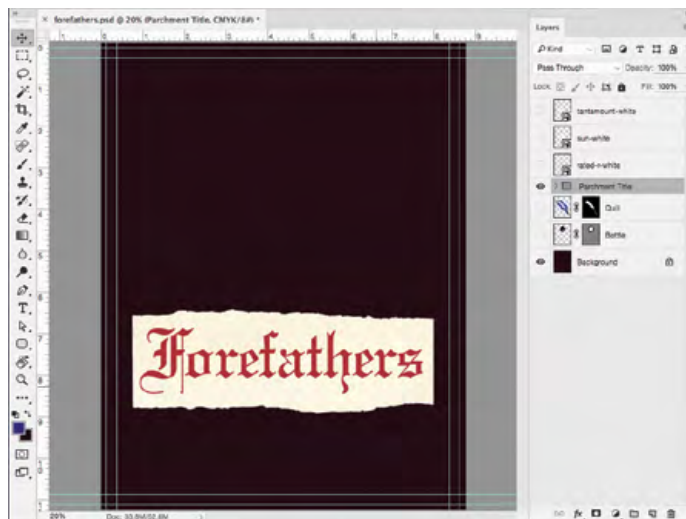 forefathers.psd @ 20% (Parchment Title, CMYK/8#) *
Layers
Kind
Pass Through Opacity: 100%
Lock: Fill: 100%
tantamount-white
sun-white
rated-n-white
Parchment Title
Quill
Bottle
Background
Forefathers
20%